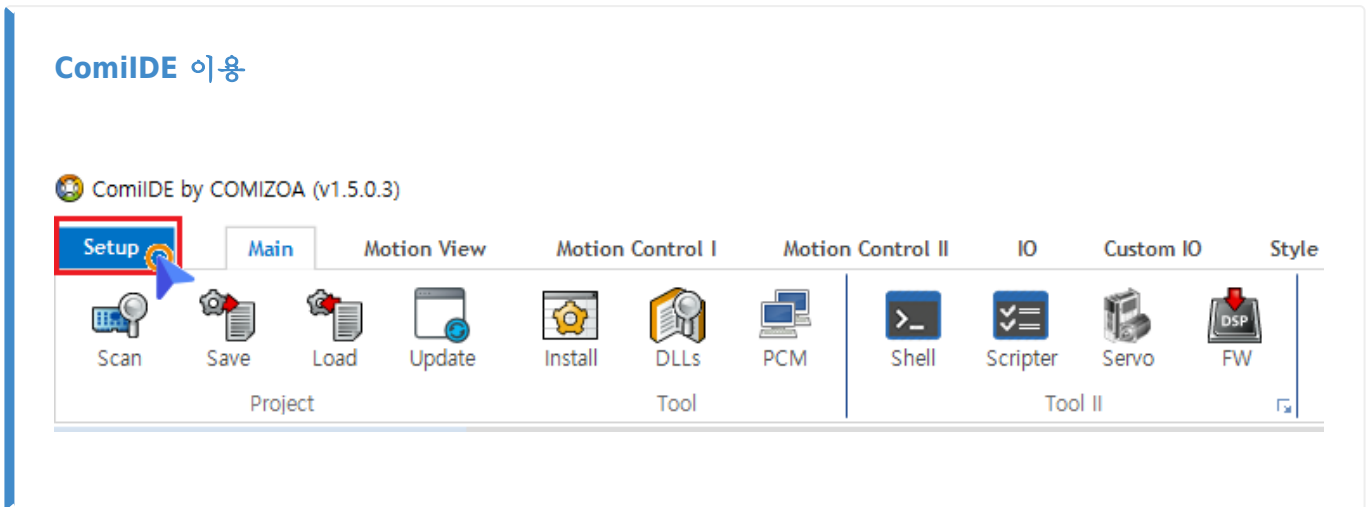 ComiIDE 이용
ComiIDE by COMIZOA (v1.5.0.3)
Setup Main Motion View Motion Control I Motion Control II IO Custom IO Style
Scan Save Load Update Install DLLs PCM Shell Scripter Servo DSP FW
Project Tool Tool II